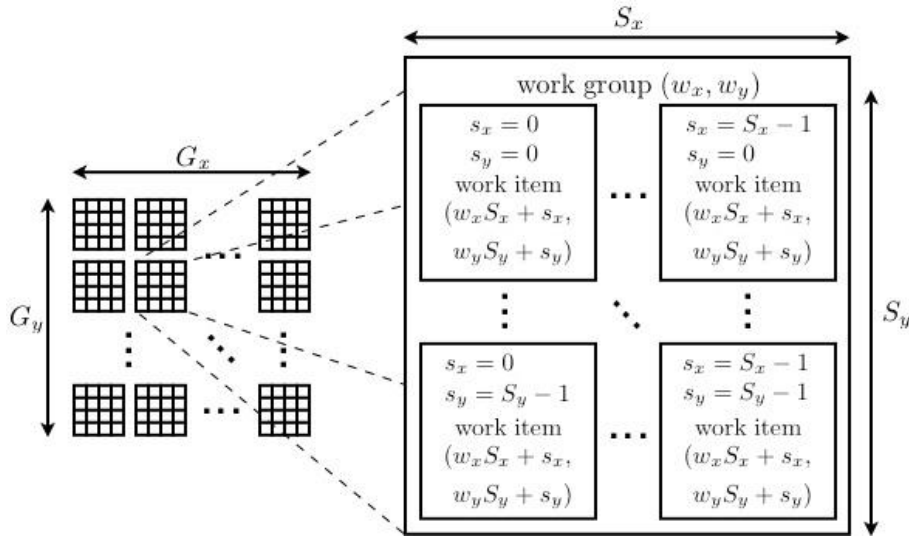 S_x
work group (w_x, w_y)
s_x = 0
s_y = 0
work item
(w_xS_x + s_x,
w_yS_y + s_y)
...
s_x = S_x − 1
s_y = 0
work item
(w_xS_x + s_x,
w_yS_y + s_y)
G_x
G_y
S_y
s_x = 0
s_y = S_y − 1
work item
(w_xS_x + s_x,
w_yS_y + s_y)
...
s_x = S_x − 1
s_y = S_y − 1
work item
(w_xS_x + s_x,
w_yS_y + s_y)